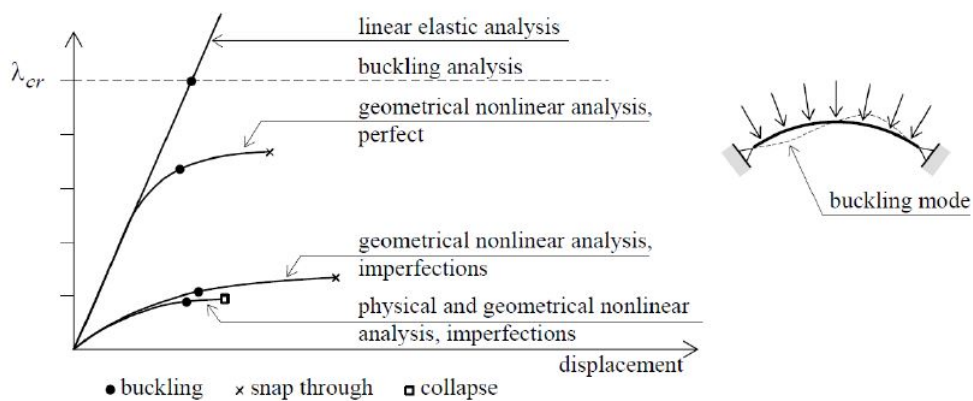 linear elastic analysis
λcr
buckling analysis
geometrical nonlinear analysis,
perfect
buckling mode
geometrical nonlinear analysis,
imperfections
physical and geometrical nonlinear
analysis, imperfections
displacement
buckling
snap through
collapse